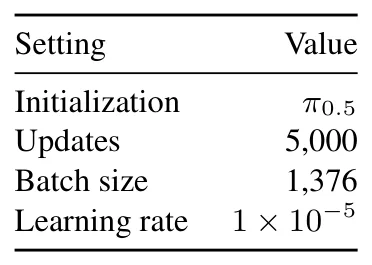 Setting Value
Initialization π₀.₅
Updates 5,000
Batch size 1,376
Learning rate 1 × 10⁻⁵